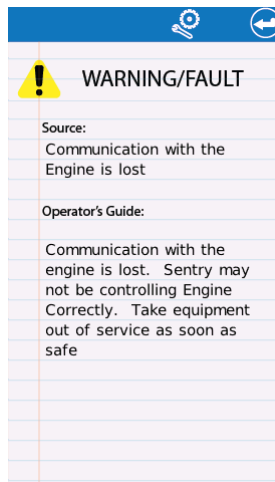 WARNING/FAULT
Source:
Communication with the
Engine is lost
Operator's Guide:
Communication with the
engine is lost.  Sentry may
not be controlling Engine
Correctly.  Take equipment
out of service as soon as
safe